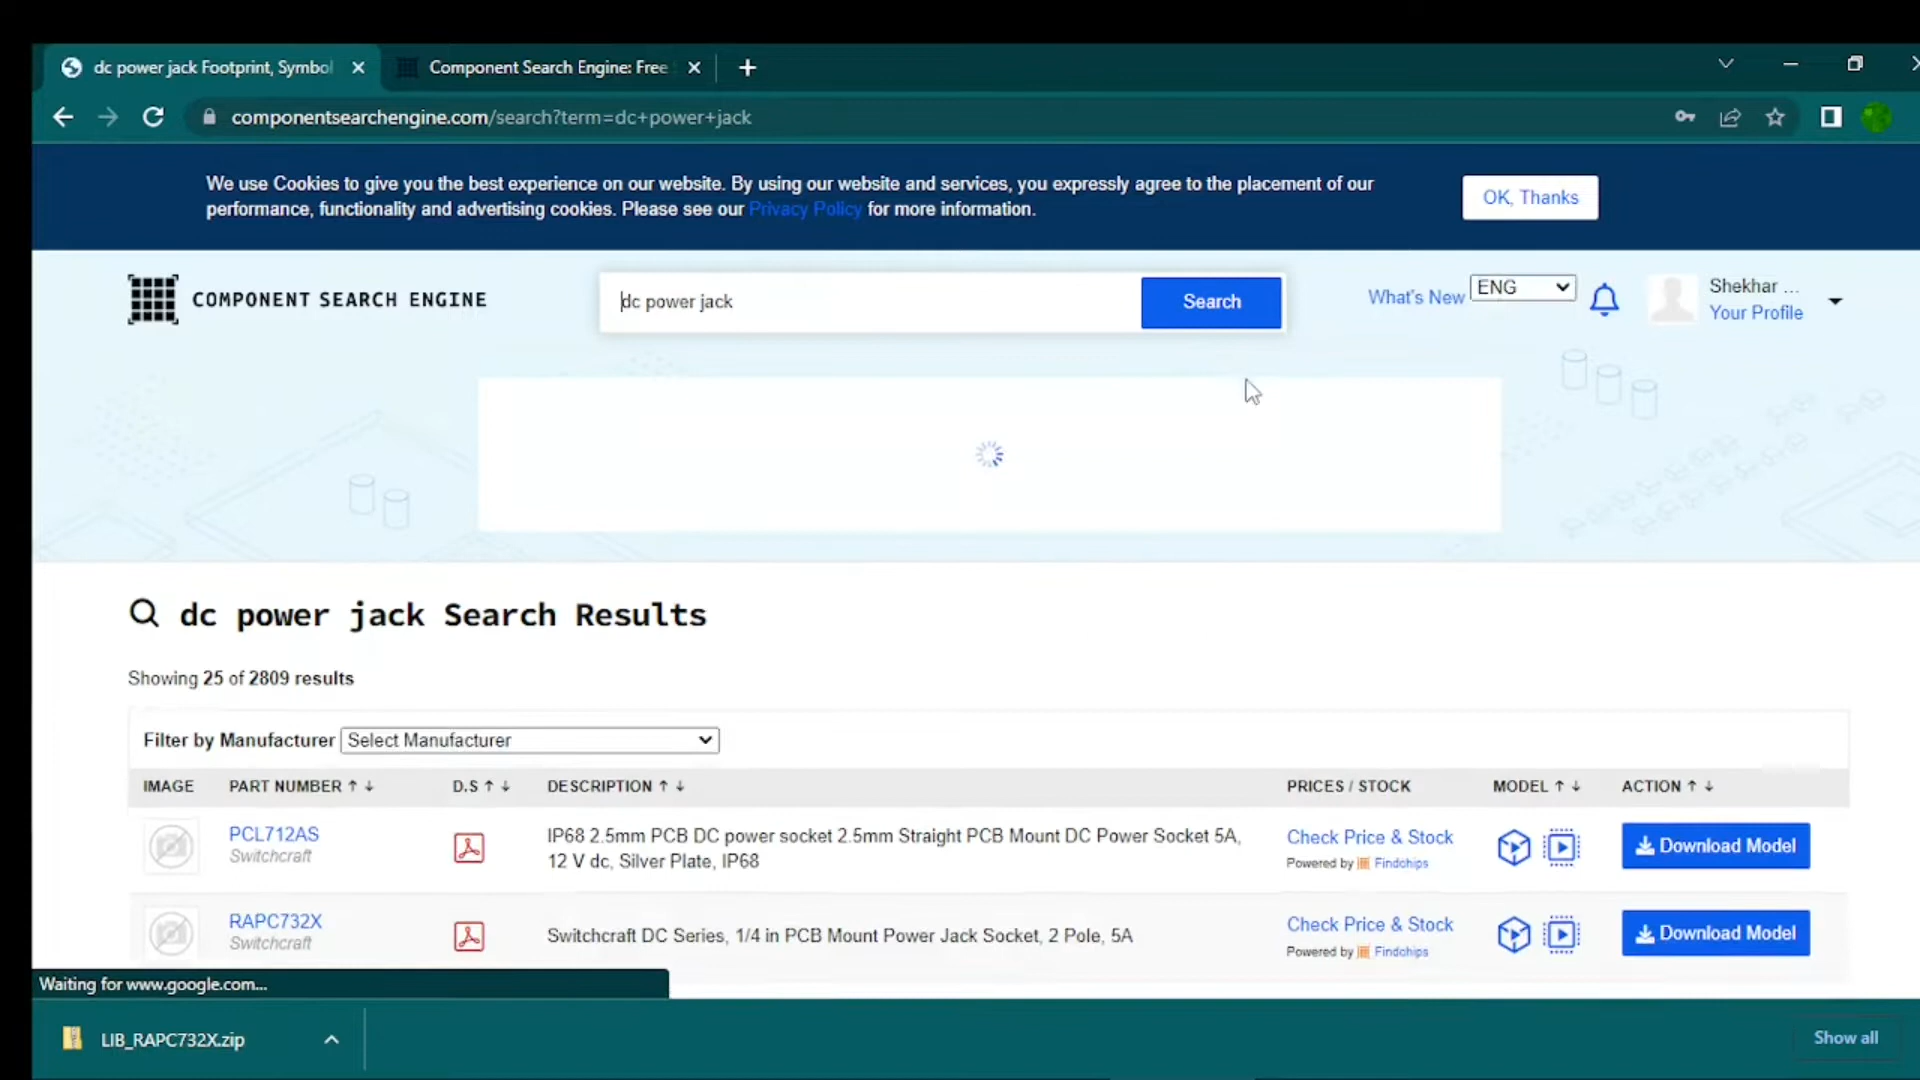 dc power jack Footprint, Symbol
Component Search Engine: Free
componentsearchengine.com/search?term=dc+power+jack
We use Cookies to give you the best experience on our website. By using our website and services, you expressly agree to the placement of our
performance, functionality and advertising cookies. Please see our Privacy Policy for more information.
OK, Thanks
COMPONENT SEARCH ENGINE
dc power jack
Search
What's New
ENG
Shekhar ...
Your Profile
dc power jack Search Results
Showing 25 of 2809 results
Filter by Manufacturer Select Manufacturer
IMAGE PART NUMBER ↑ ↓ D.S ↑ ↓ DESCRIPTION ↑ ↓ PRICES / STOCK MODEL ↑ ↓ ACTION ↑ ↓
PCL712AS
Switchcraft
IP68 2.5mm PCB DC power socket 2.5mm Straight PCB Mount DC Power Socket 5A,
12 V dc, Silver Plate, IP68
Check Price & Stock
Powered by Findchips
Download Model
RAPC732X
Switchcraft
Switchcraft DC Series, 1/4 in PCB Mount Power Jack Socket, 2 Pole, 5A
Check Price & Stock
Powered by Findchips
Download Model
Waiting for www.google.com...
LIB_RAPC732X.zip
Show all